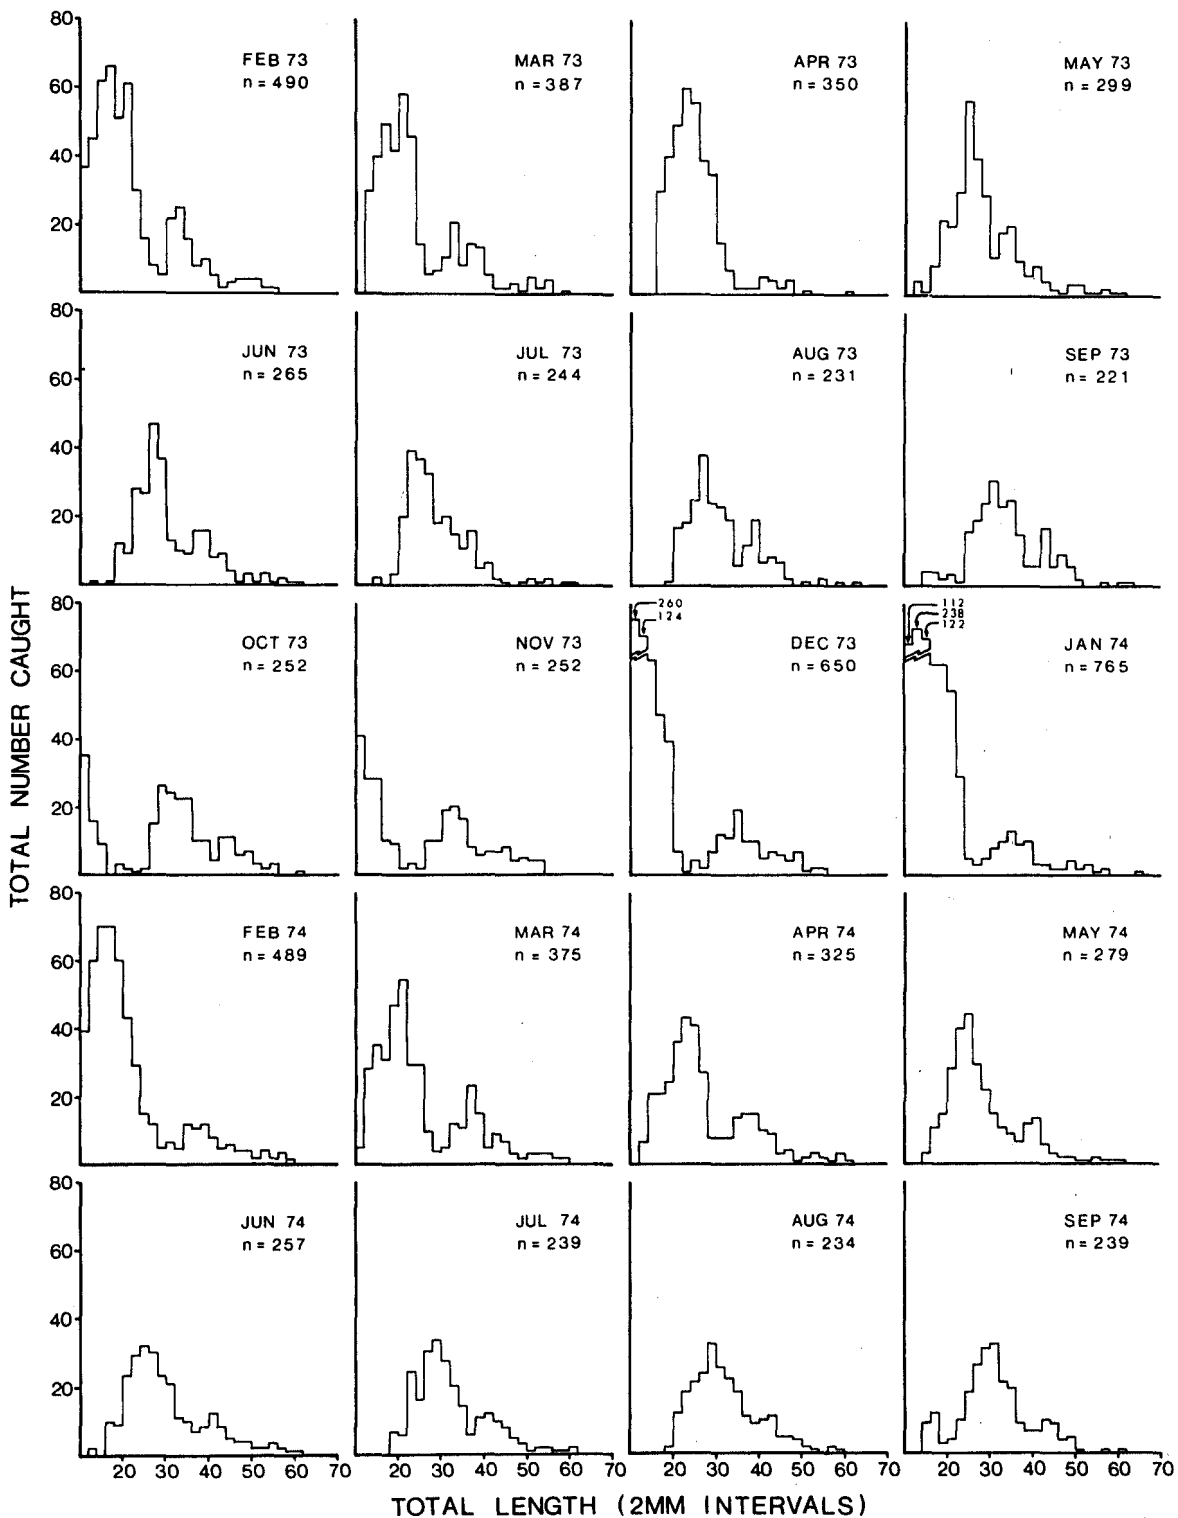 80
60
40
20
FEB 73
n = 490
MAR 73
n = 387
APR 73
n = 350
MAY 73
n = 299
80
60
40
20
JUN 73
n = 265
JUL 73
n = 244
AUG 73
n = 231
SEP 73
n = 221
80
60
40
20
OCT 73
n = 252
NOV 73
n = 252
260
124
DEC 73
n = 650
112
238
122
JAN 74
n = 765
80
60
40
20
FEB 74
n = 489
MAR 74
n = 375
APR 74
n = 325
MAY 74
n = 279
80
60
40
20
JUN 74
n = 257
JUL 74
n = 239
AUG 74
n = 234
SEP 74
n = 239
20 30 40 50 60 70 20 30 40 50 60 70 20 30 40 50 60 70 20 30 40 50 60 70
TOTAL NUMBER CAUGHT
TOTAL LENGTH (2MM INTERVALS)